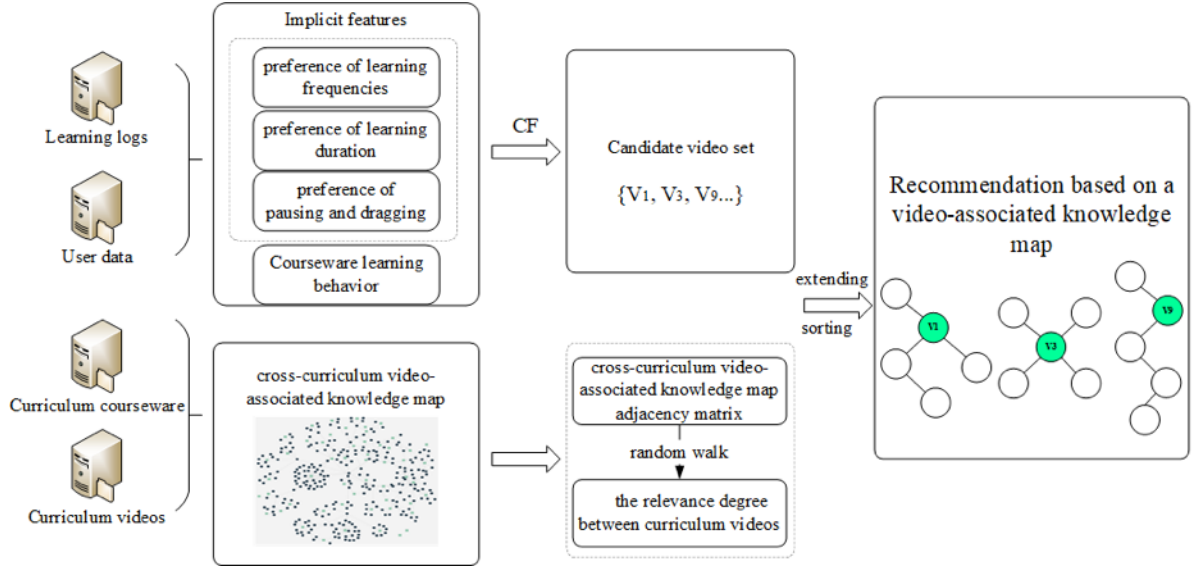 Learning logs
User data
Implicit features
preference of learning
frequencies
preference of learning
duration
preference of
pausing and dragging
Courseware learning
behavior
CF
Candidate video set
{V1, V3, V9...}
Curriculum courseware
Curriculum videos
cross-curriculum video-
associated knowledge map
cross-curriculum video-
associated knowledge map
adjacency matrix
random walk
the relevance degree
between curriculum videos
extending
sorting
Recommendation based on a
video-associated knowledge
map
V1
V3
V9